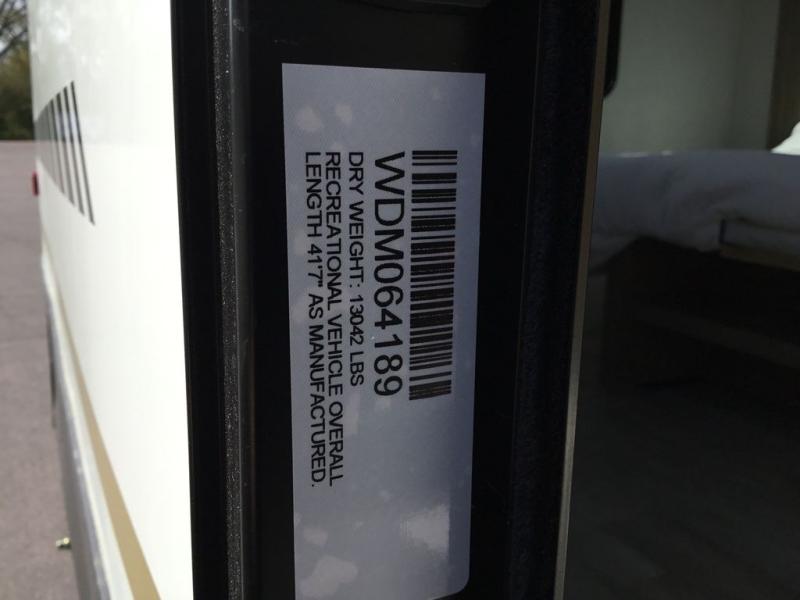 WDM064189
DRY WEIGHT: 13042 LBS
RECREATIONAL VEHICLE OVERALL
LENGTH 41'7" AS MANUFACTURED.